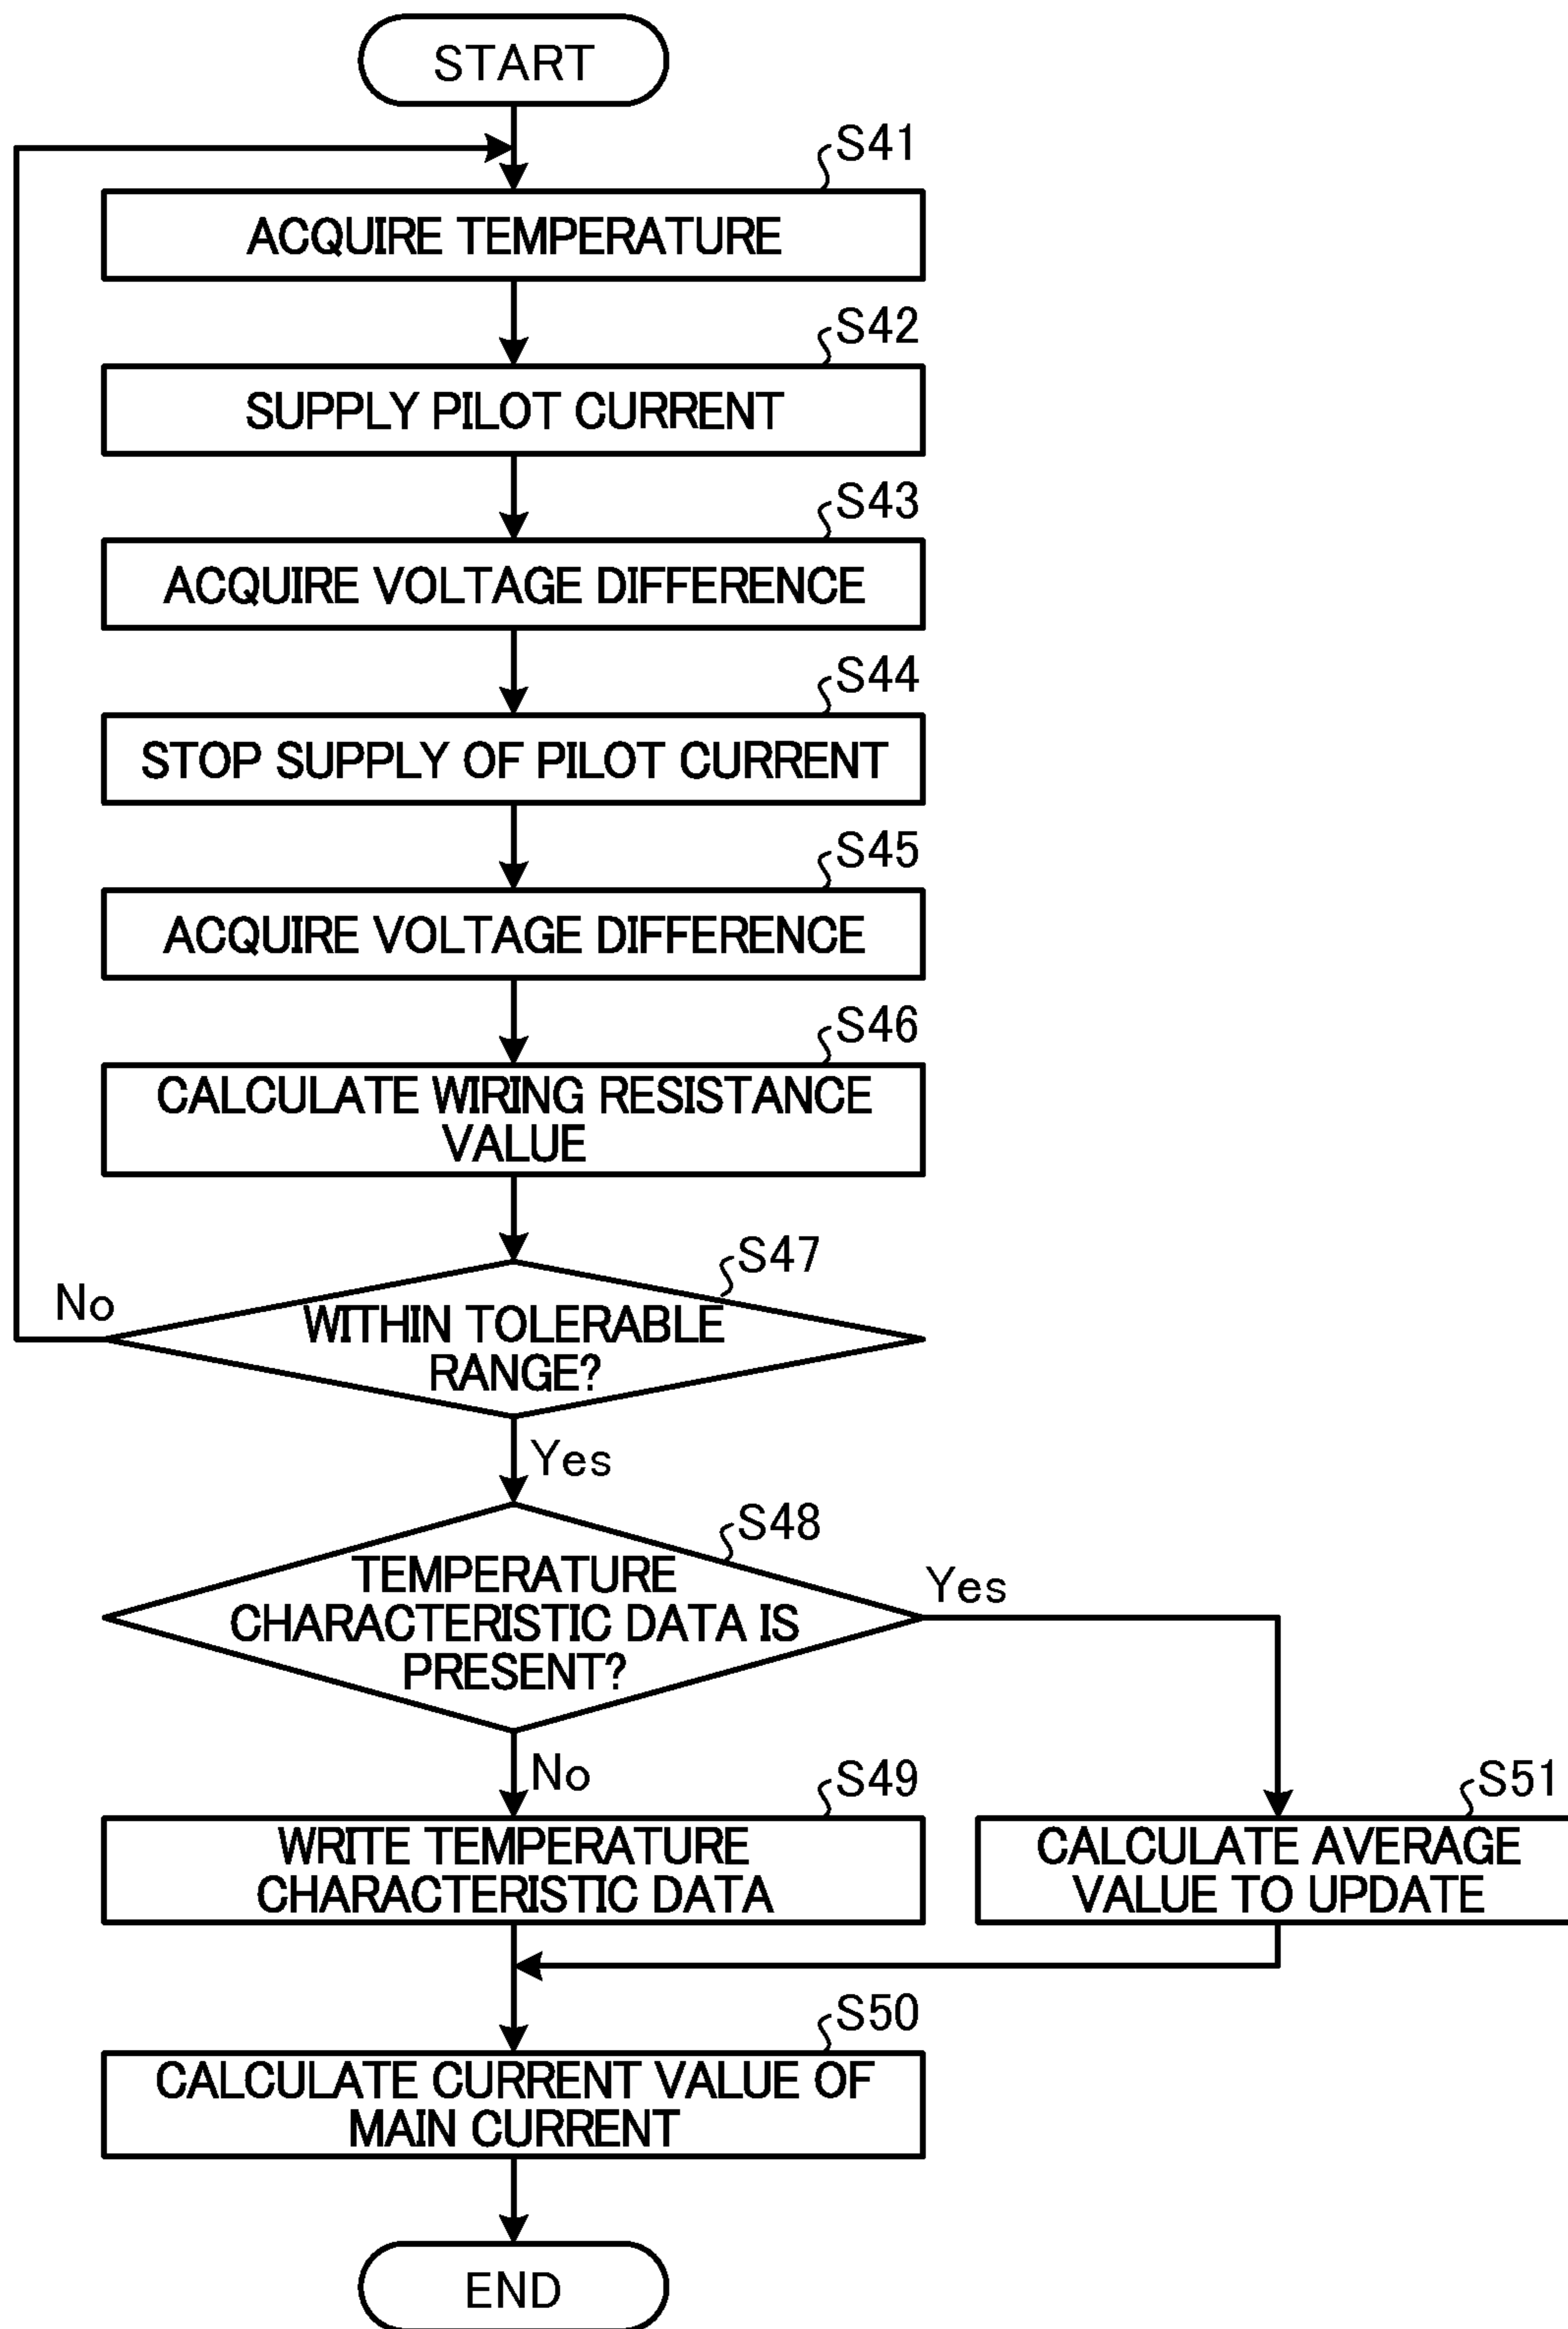 START
S41
ACQUIRE TEMPERATURE
S42
SUPPLY PILOT CURRENT
S43
ACQUIRE VOLTAGE DIFFERENCE
S44
STOP SUPPLY OF PILOT CURRENT
S45
ACQUIRE VOLTAGE DIFFERENCE
S46
CALCULATE WIRING RESISTANCE
VALUE
S47
No
WITHIN TOLERABLE
RANGE?
Yes
S48
TEMPERATURE
CHARACTERISTIC DATA IS
PRESENT?
Yes
No
S49
WRITE TEMPERATURE
CHARACTERISTIC DATA
S51
CALCULATE AVERAGE
VALUE TO UPDATE
S50
CALCULATE CURRENT VALUE OF
MAIN CURRENT
END